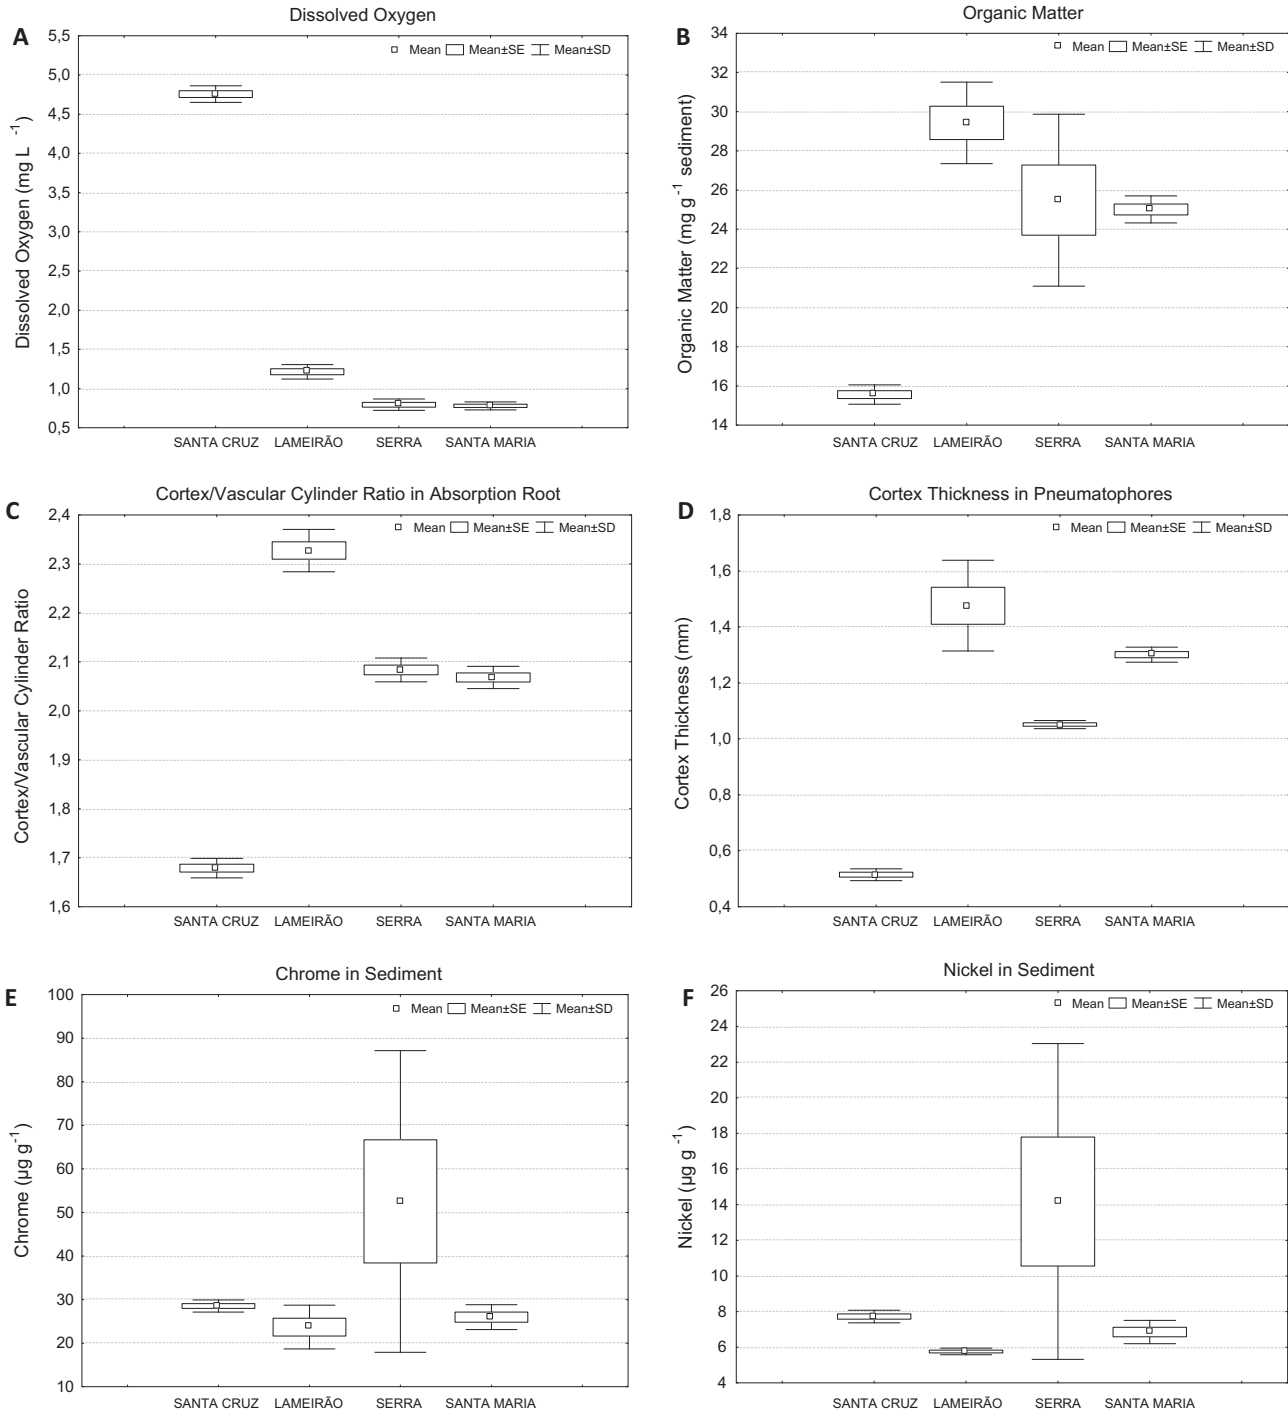 A
Dissolved Oxygen
Mean Mean±SE Mean±SD
Dissolved Oxygen (mg L -1)
5,5
5,0
4,5
4,0
3,5
3,0
2,5
2,0
1,5
1,0
0,5
SANTA CRUZ LAMEIRÃO SERRA SANTA MARIA
B
Organic Matter
Mean Mean±SE Mean±SD
Organic Matter (mg g-1 sediment)
34
32
30
28
26
24
22
20
18
16
14
SANTA CRUZ LAMEIRÃO SERRA SANTA MARIA
C
Cortex/Vascular Cylinder Ratio in Absorption Root
Mean Mean±SE Mean±SD
Cortex/Vascular Cylinder Ratio
2,4
2,3
2,2
2,1
2,0
1,9
1,8
1,7
1,6
SANTA CRUZ LAMEIRÃO SERRA SANTA MARIA
D
Cortex Thickness in Pneumatophores
Mean Mean±SE Mean±SD
Cortex Thickness (mm)
1,8
1,6
1,4
1,2
1,0
0,8
0,6
0,4
SANTA CRUZ LAMEIRÃO SERRA SANTA MARIA
E
Chrome in Sediment
Mean Mean±SE Mean±SD
Chrome (µg g-1)
100
90
80
70
60
50
40
30
20
10
SANTA CRUZ LAMEIRÃO SERRA SANTA MARIA
F
Nickel in Sediment
Mean Mean±SE Mean±SD
Nickel (µg g-1)
26
24
22
20
18
16
14
12
10
8
6
4
SANTA CRUZ LAMEIRÃO SERRA SANTA MARIA